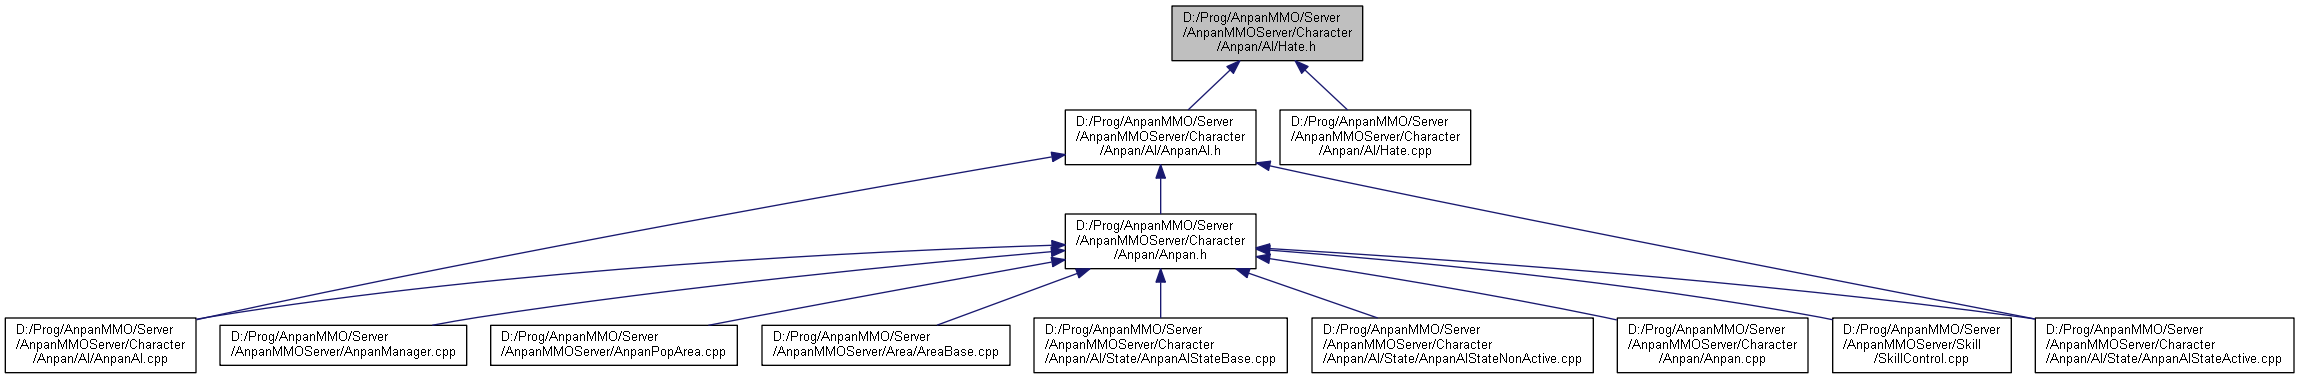 D:/Prog/AnpanMMO/Server
/AnpanMMOServer/Character
/Anpan/AI/Hate.h
D:/Prog/AnpanMMO/Server
/AnpanMMOServer/Character
/Anpan/AI/AnpanAI.h
D:/Prog/AnpanMMO/Server
/AnpanMMOServer/Character
/Anpan/AI/Hate.cpp
D:/Prog/AnpanMMO/Server
/AnpanMMOServer/Character
/Anpan/Anpan.h
D:/Prog/AnpanMMO/Server
/AnpanMMOServer/Character
/Anpan/AI/AnpanAI.cpp
D:/Prog/AnpanMMO/Server
/AnpanMMOServer/AnpanManager.cpp
D:/Prog/AnpanMMO/Server
/AnpanMMOServer/AnpanPopArea.cpp
D:/Prog/AnpanMMO/Server
/AnpanMMOServer/Area/AreaBase.cpp
D:/Prog/AnpanMMO/Server
/AnpanMMOServer/Character
/Anpan/AI/State/AnpanAIStateBase.cpp
D:/Prog/AnpanMMO/Server
/AnpanMMOServer/Character
/Anpan/AI/State/AnpanAIStateNonActive.cpp
D:/Prog/AnpanMMO/Server
/AnpanMMOServer/Character
/Anpan/Anpan.cpp
D:/Prog/AnpanMMO/Server
/AnpanMMOServer/Skill
/SkillControl.cpp
D:/Prog/AnpanMMO/Server
/AnpanMMOServer/Character
/Anpan/AI/State/AnpanAIStateActive.cpp